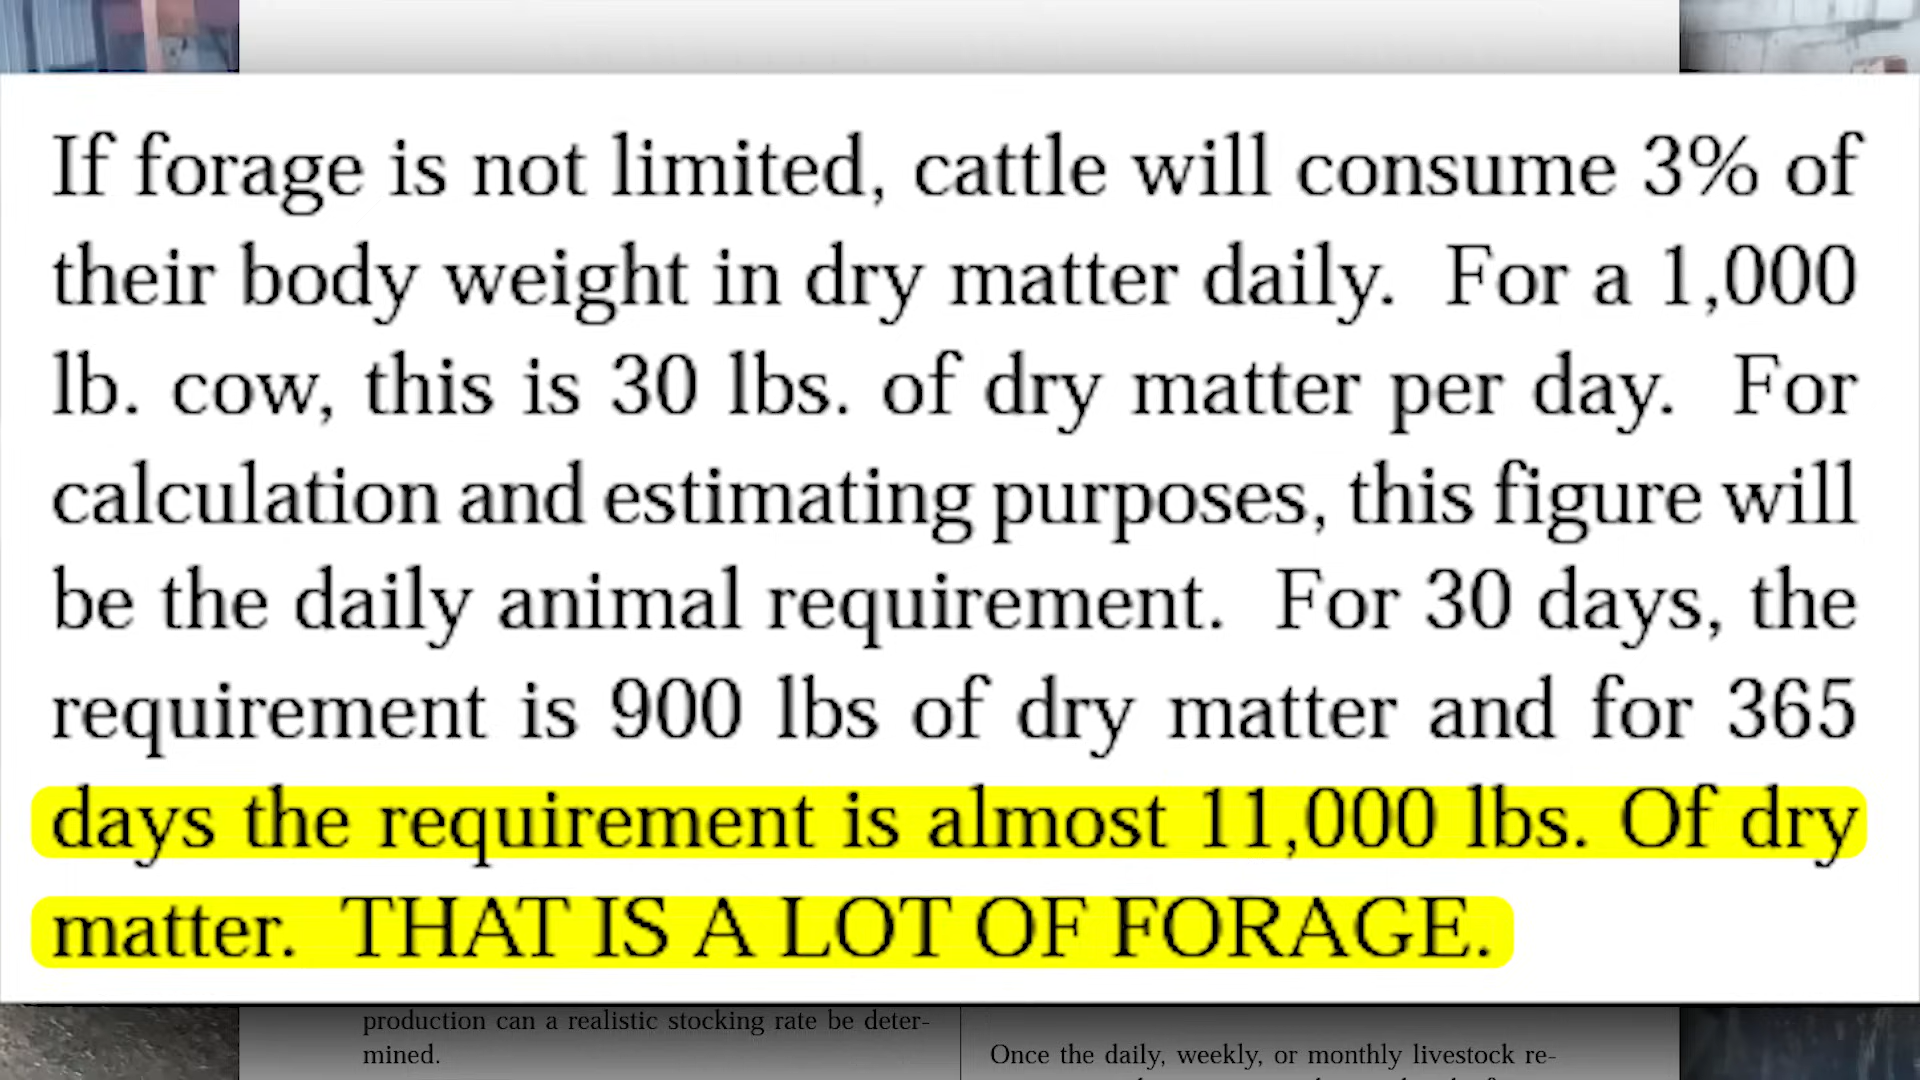 If forage is not limited, cattle will consume 3% of
their body weight in dry matter daily. For a 1,000
lb. cow, this is 30 lbs. of dry matter per day. For
calculation and estimating purposes, this figure will
be the daily animal requirement. For 30 days, the
requirement is 900 lbs of dry matter and for 365
days the requirement is almost 11,000 lbs. Of dry
matter. THAT IS A LOT OF FORAGE.
production can a realistic stocking rate be deter-
mined.
Once the daily, weekly, or monthly livestock re-